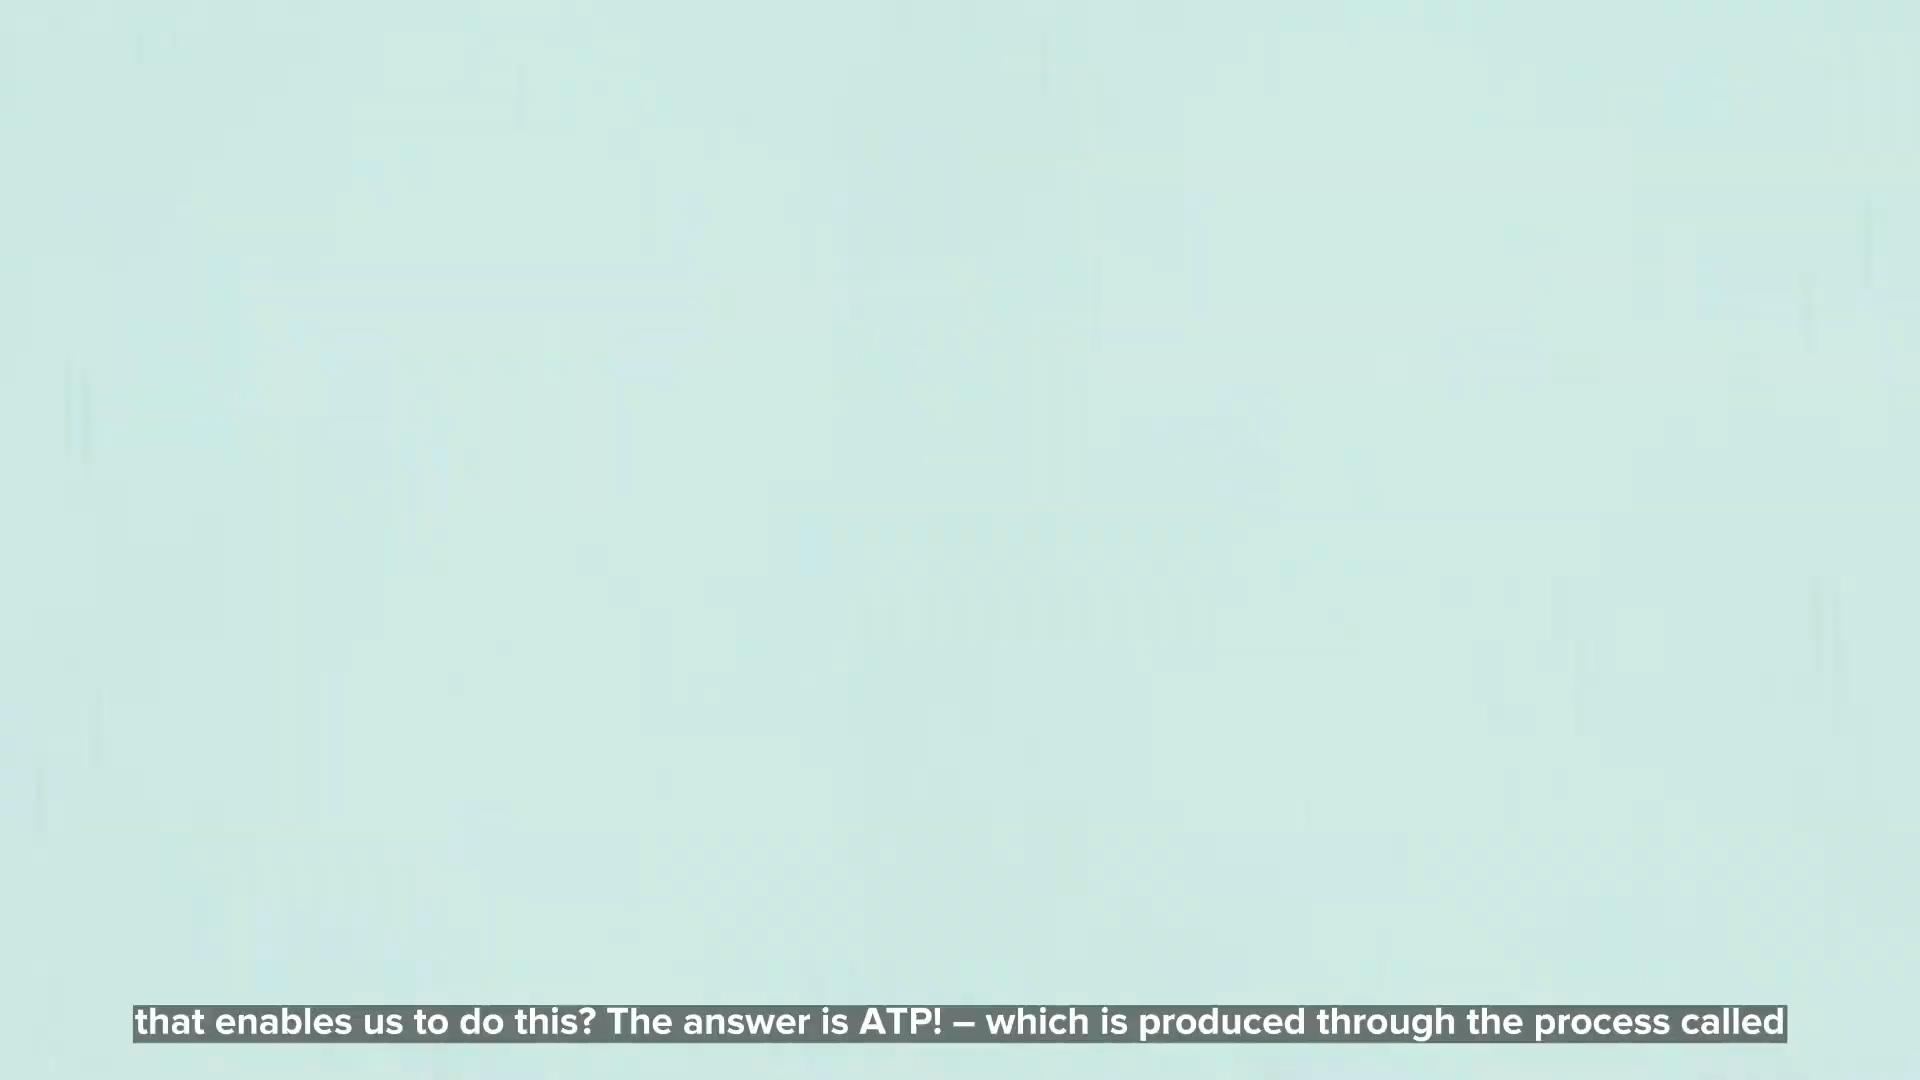 that enables us to do this? The answer is ATP! – which is produced through the process called